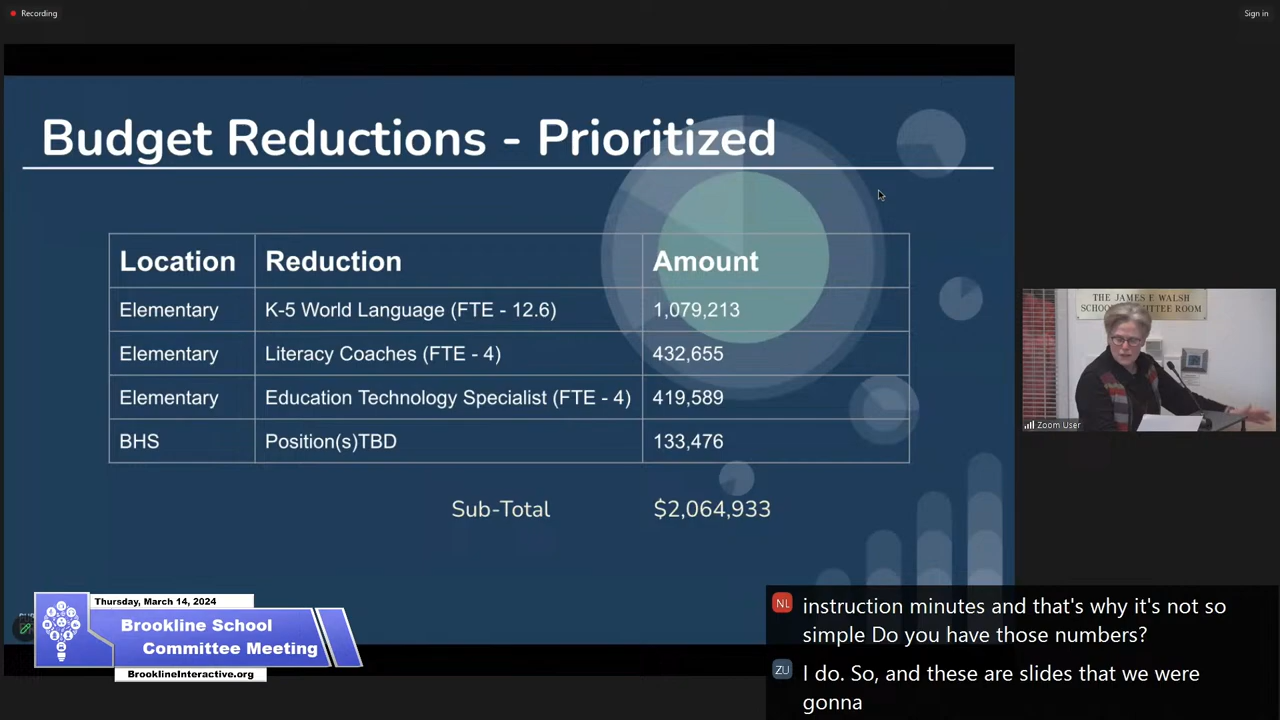 Recording
Sign in
Budget Reductions - Prioritized
Location Reduction Amount
Elementary K-5 World Language (FTE - 12.6) 1,079,213
Elementary Literacy Coaches (FTE - 4) 432,655
Elementary Education Technology Specialist (FTE - 4) 419,589
BHS Position(s)TBD 133,476
Sub-Total $2,064,933
THE JAMES F. WALSH
SCHOOL COMMITTEE ROOM
Zoom User
Thursday, March 14, 2024
Brookline School
Committee Meeting
BrooklineInteractive.org
NL instruction minutes and that's why it's not so
simple Do you have those numbers?
ZU I do. So, and these are slides that we were
gonna